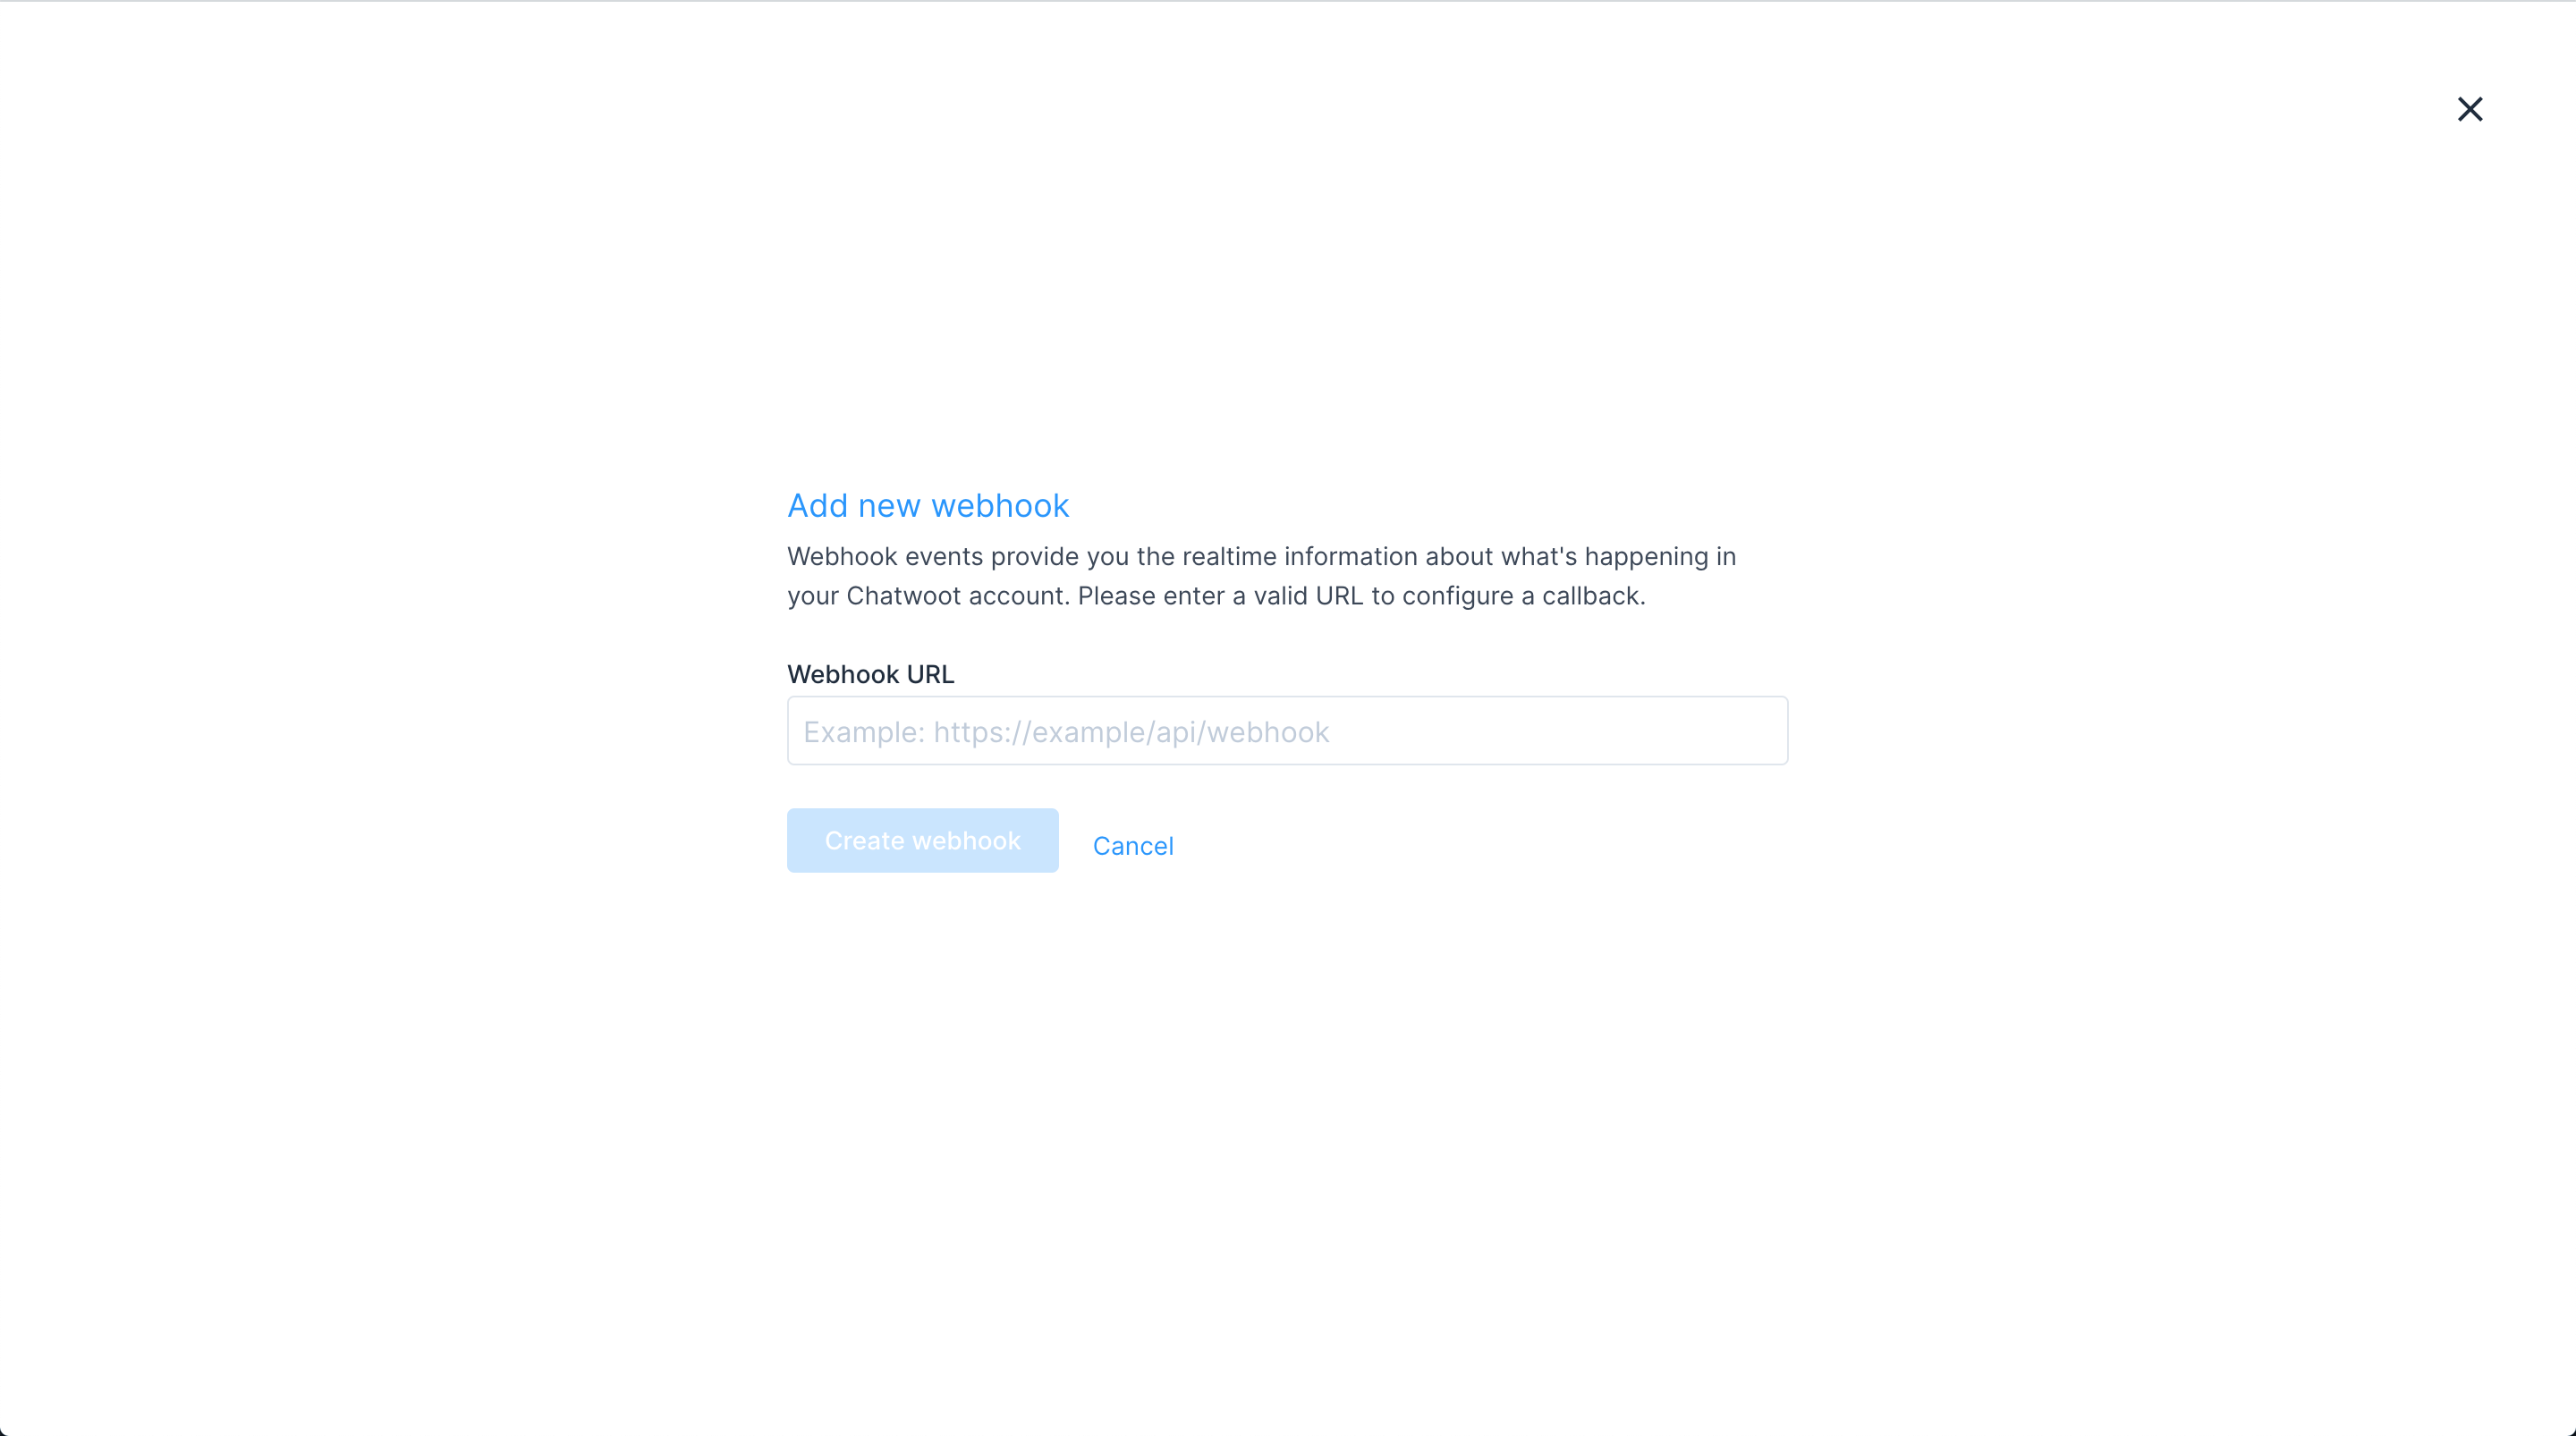 Add new webhook
Webhook events provide you the realtime information about what's happening in
your Chatwoot account. Please enter a valid URL to configure a callback.
Webhook URL
Example: https://example/api/webhook
Create webhook
Cancel